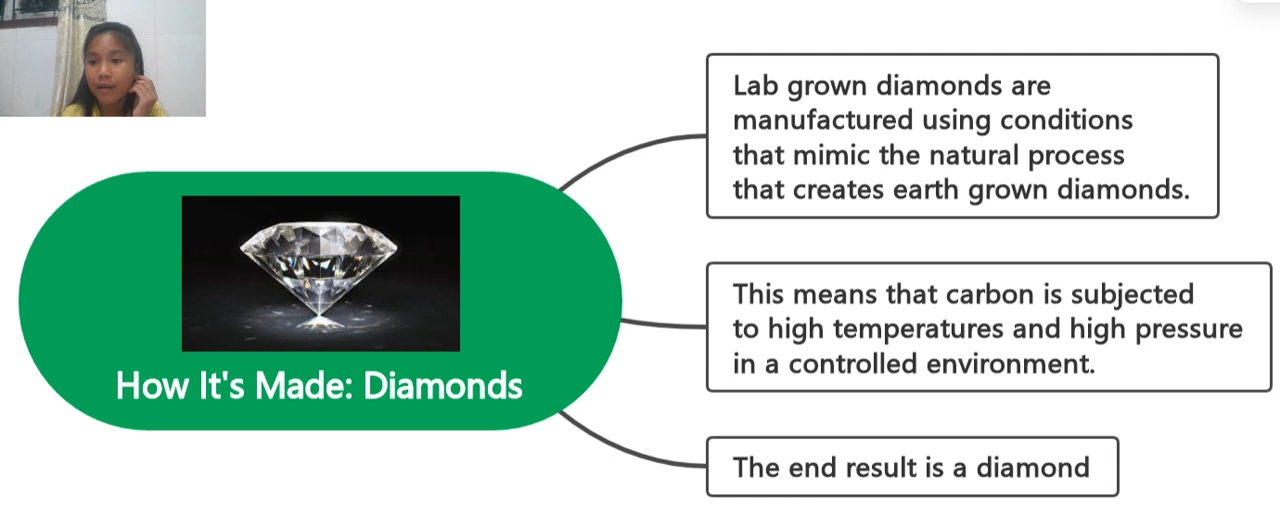 How It's Made: Diamonds
Lab grown diamonds are
manufactured using conditions
that mimic the natural process
that creates earth grown diamonds.
This means that carbon is subjected
to high temperatures and high pressure
in a controlled environment.
The end result is a diamond